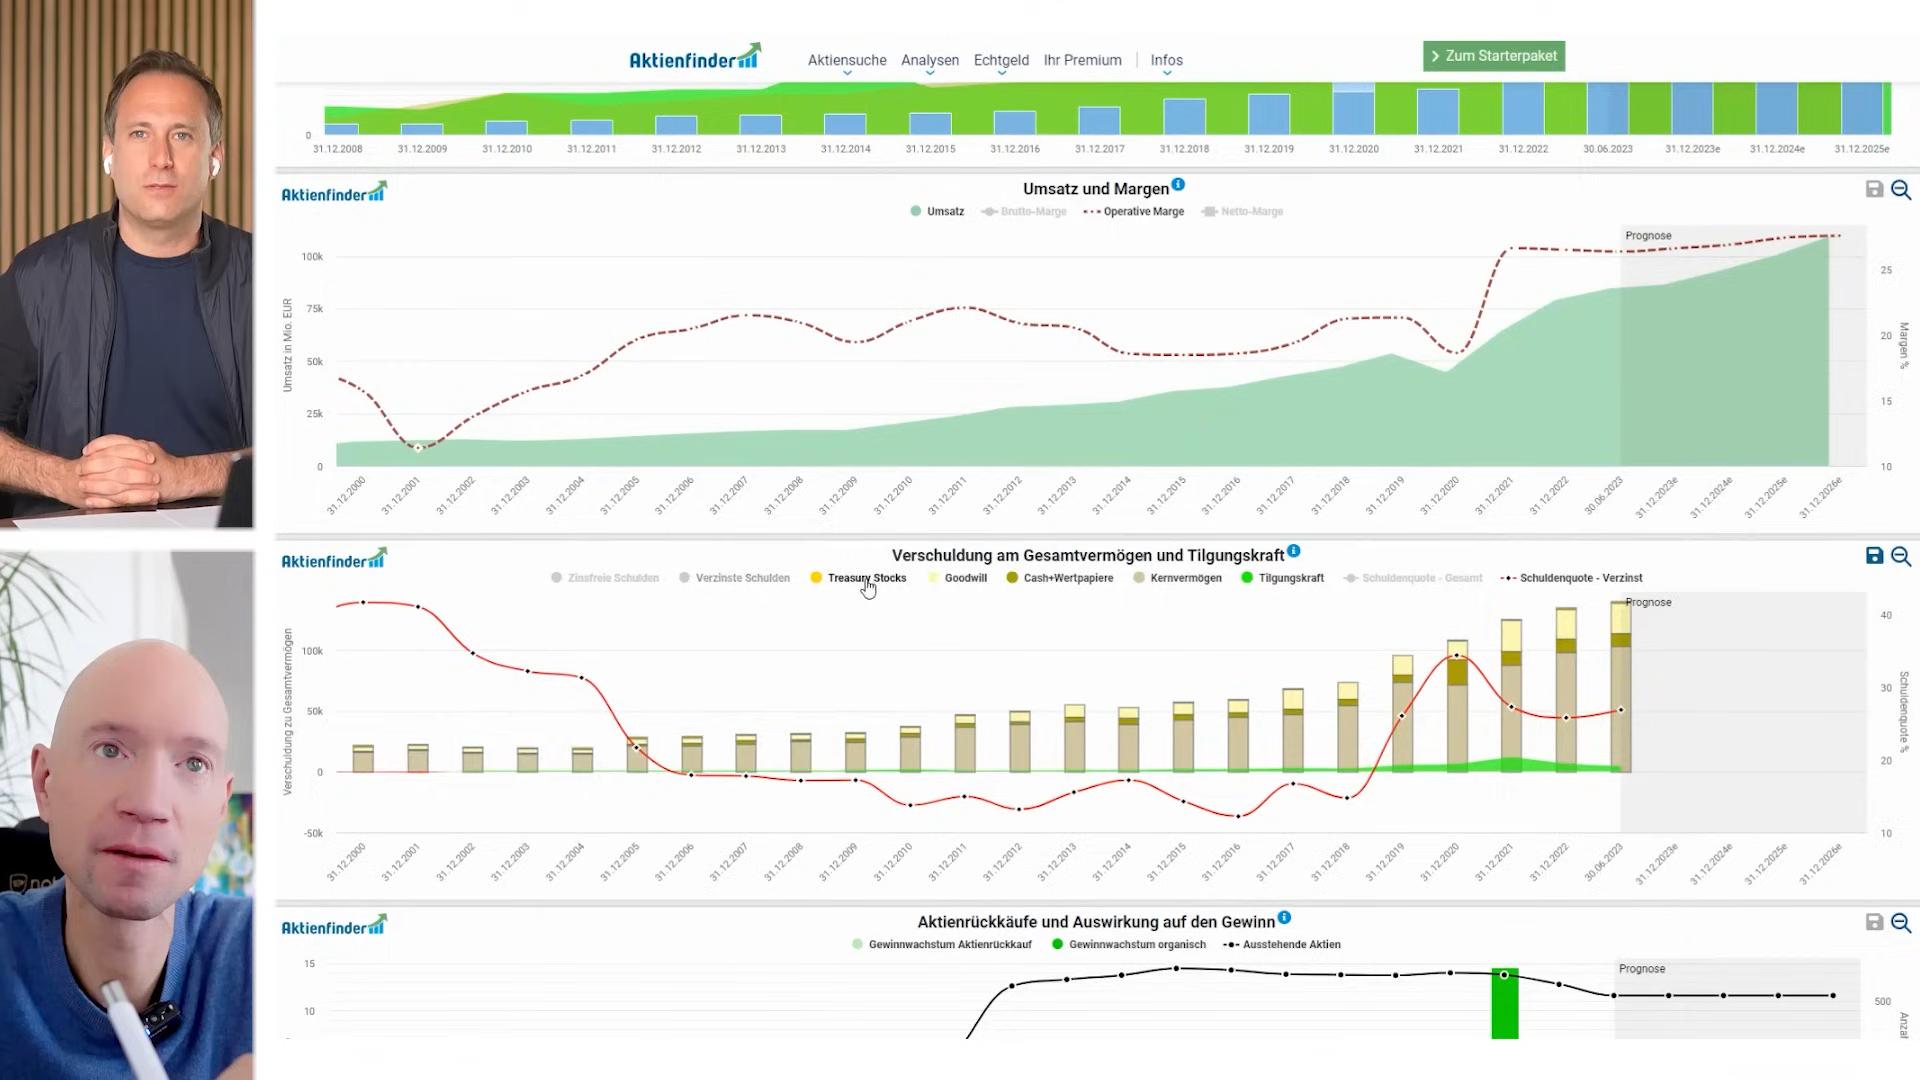 Aktienfinder
Aktiensuche Analysen Echtgeld Ihr Premium Infos
Zum Starterpaket
0
31.12.2008 31.12.2009 31.12.2010 31.12.2011 31.12.2012 31.12.2013 31.12.2014 31.12.2015 31.12.2016 31.12.2017 31.12.2018 31.12.2019 31.12.2020 31.12.2021 31.12.2022 30.06.2023 31.12.2023e 31.12.2024e 31.12.2025e
Aktienfinder
Umsatz und Margen
Umsatz Brutto-Marge Operative Marge Netto-Marge
Prognose
Umsatz in Mio. EUR
100k
75k
50k
25k
0
25
20
15
10
Margen %
31.12.2000 31.12.2001 31.12.2002 31.12.2003 31.12.2004 31.12.2005 31.12.2006 31.12.2007 31.12.2008 31.12.2009 31.12.2010 31.12.2011 31.12.2012 31.12.2013 31.12.2014 31.12.2015 31.12.2016 31.12.2017 31.12.2018 31.12.2019 31.12.2020 31.12.2021 31.12.2022 30.06.2023 31.12.2023e 31.12.2024e 31.12.2025e 31.12.2026e
Aktienfinder
Verschuldung am Gesamtvermögen und Tilgungskraft
Zinsfreie Schulden Verzinste Schulden Treasury Stocks Goodwill Cash+Wertpapiere Kernvermögen Tilgungskraft Schuldenquote - Gesamt Schuldenquote - Verzinst
Prognose
Verschuldung zu Gesamtvermögen
100k
50k
0
-50k
40
30
20
10
Schuldenquote %
31.12.2000 31.12.2001 31.12.2002 31.12.2003 31.12.2004 31.12.2005 31.12.2006 31.12.2007 31.12.2008 31.12.2009 31.12.2010 31.12.2011 31.12.2012 31.12.2013 31.12.2014 31.12.2015 31.12.2016 31.12.2017 31.12.2018 31.12.2019 31.12.2020 31.12.2021 31.12.2022 30.06.2023 31.12.2023e 31.12.2024e 31.12.2025e 31.12.2026e
Aktienfinder
Aktienrückkäufe und Auswirkung auf den Gewinn
Gewinnwachstum Aktienrückkauf Gewinnwachstum organisch Ausstehende Aktien
Prognose
15
10
500